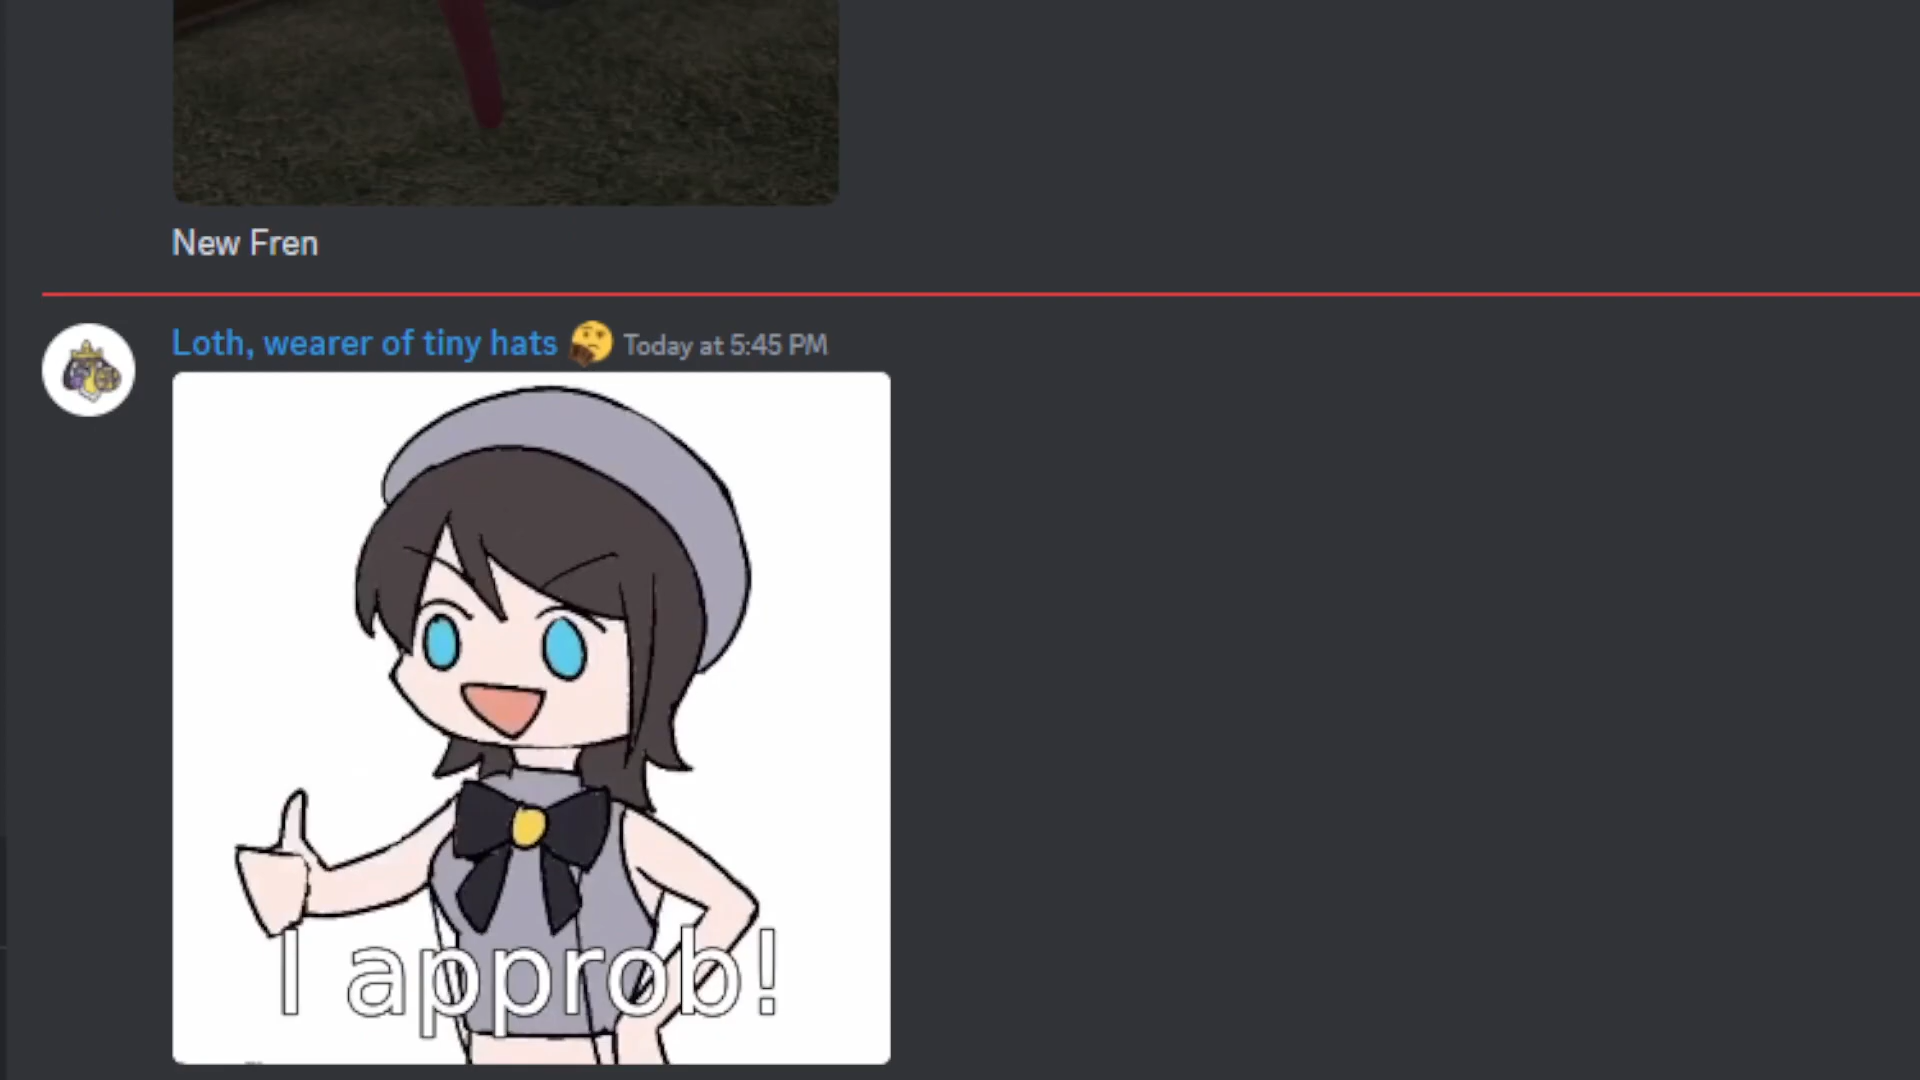 New Fren
Loth, wearer of tiny hats 🤔 Today at 5:45 PM
I approb!